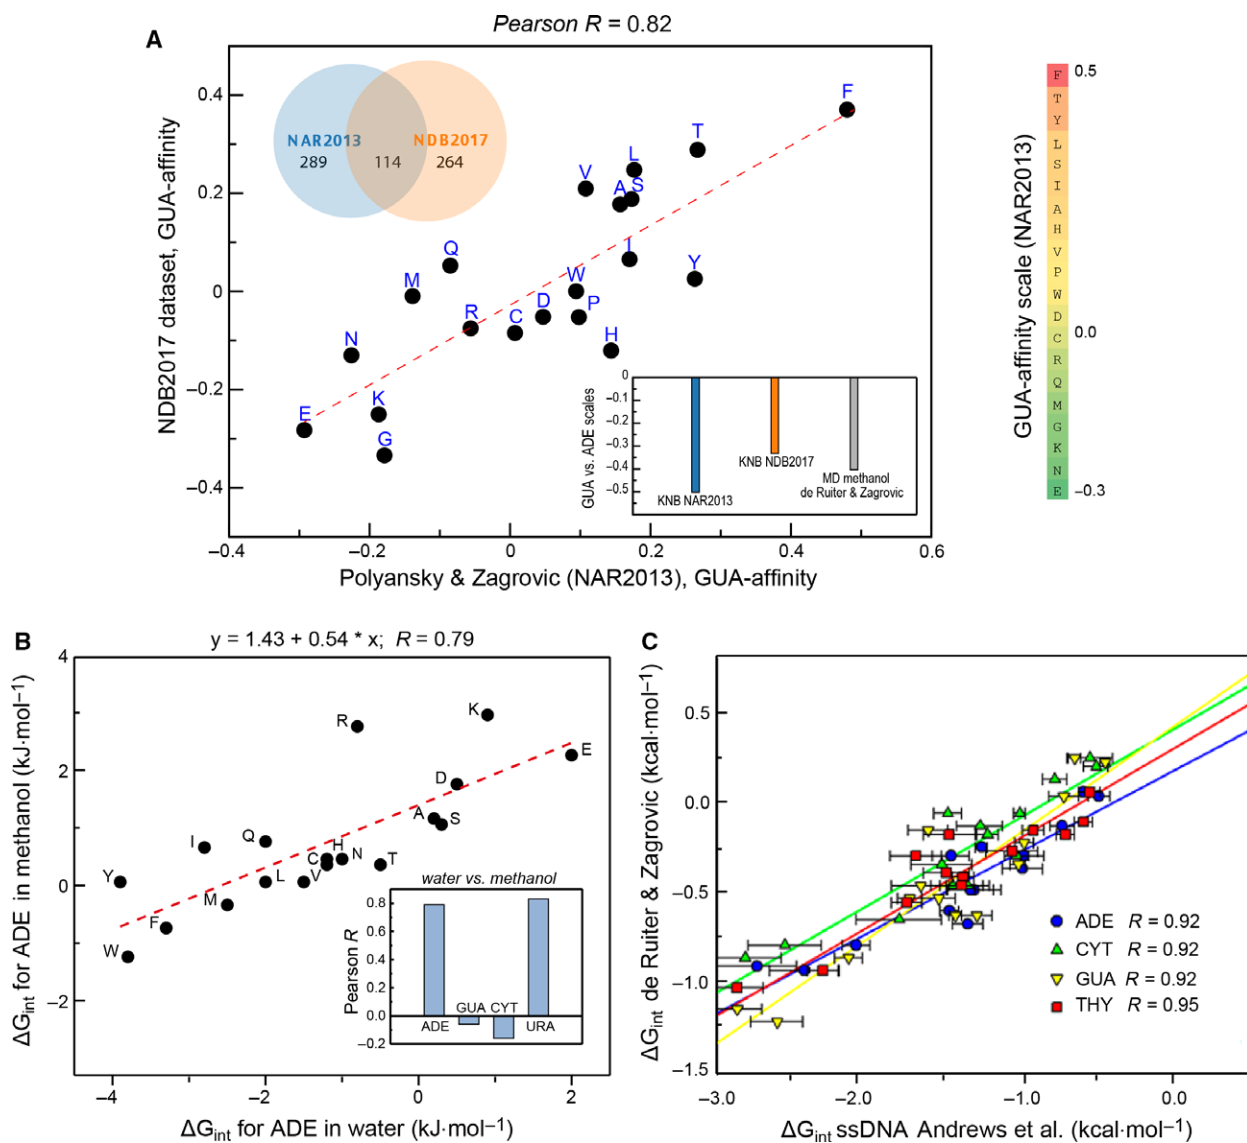 Pearson R = 0.82
A
NAR2013
NDB2017
289
114
264
F
T
L
V
A
S
I
Y
Q
M
W
R
C
D
P
H
N
K
E
G
0.4
0.2
0
−0.2
−0.4
NDB2017 dataset, GUA-affinity
0
−0.1
−0.2
−0.3
−0.4
−0.5
GUA vs. ADE scales
KNB NAR2013
KNB NDB2017
MD methanol
de Ruiter & Zagrovic
−0.4
−0.2
0
0.2
0.4
0.6
Polyansky & Zagrovic (NAR2013), GUA-affinity
GUA-affinity scale (NAR2013)
F
T
Y
L
S
I
A
H
V
P
W
D
C
R
Q
M
G
K
N
E
0.5
0.0
−0.3
B
y = 1.43 + 0.54 * x; R = 0.79
4
2
0
−2
ΔGint for ADE in methanol (kJ·mol−1)
K
R
E
D
A
S
I
Q
C
H
N
T
Y
L
V
M
F
W
water vs. methanol
0.8
0.6
0.4
0.2
0.0
−0.2
Pearson R
ADE
GUA
CYT
URA
−4
−2
0
2
ΔGint for ADE in water (kJ·mol−1)
C
0.5
0.0
−0.5
−1.0
−1.5
ΔGint de Ruiter & Zagrovic (kcal·mol−1)
ADE R = 0.92
CYT R = 0.92
GUA R = 0.92
THY R = 0.95
−3.0
−2.0
−1.0
0.0
ΔGint ssDNA Andrews et al. (kcal·mol−1)